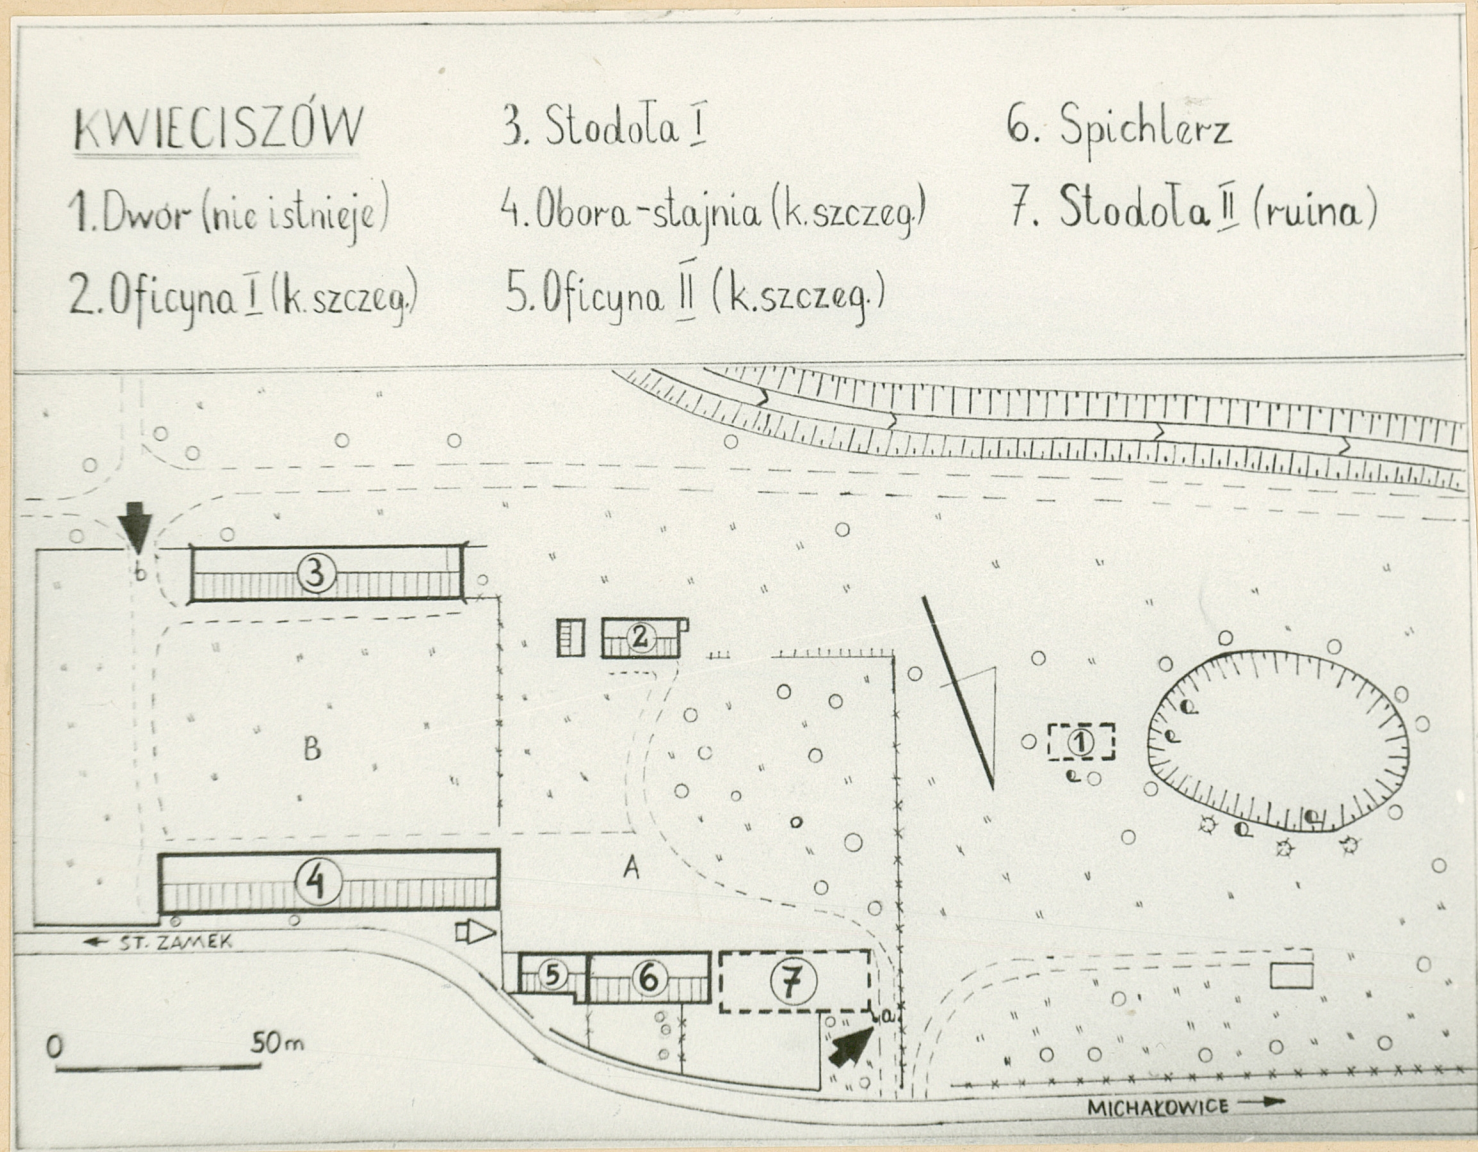 KWIECISZÓW
1. Dwór (nie istnieje)
2. Oficyna I (k. szczeg.)
3. Stodoła I
4. Obora-stajnia (k. szczeg.)
5. Oficyna II (k. szczeg.)
6. Spichlerz
7. Stodoła II (ruina)
b
3
2
1
B
4
A
← ST. ZAMEK
5
6
7
a
0
50m
MICHAŁOWICE →